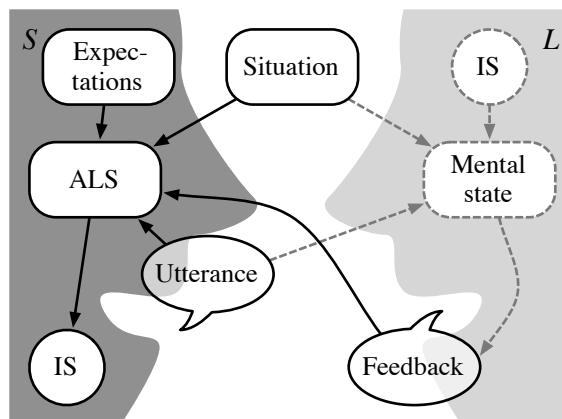 S
Expec-
tations
Situation
IS
L
ALS
Mental
state
Utterance
IS
Feedback